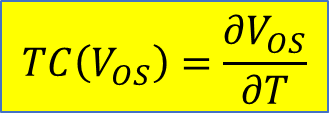 TC(V_OS) = ∂V_OS / ∂T